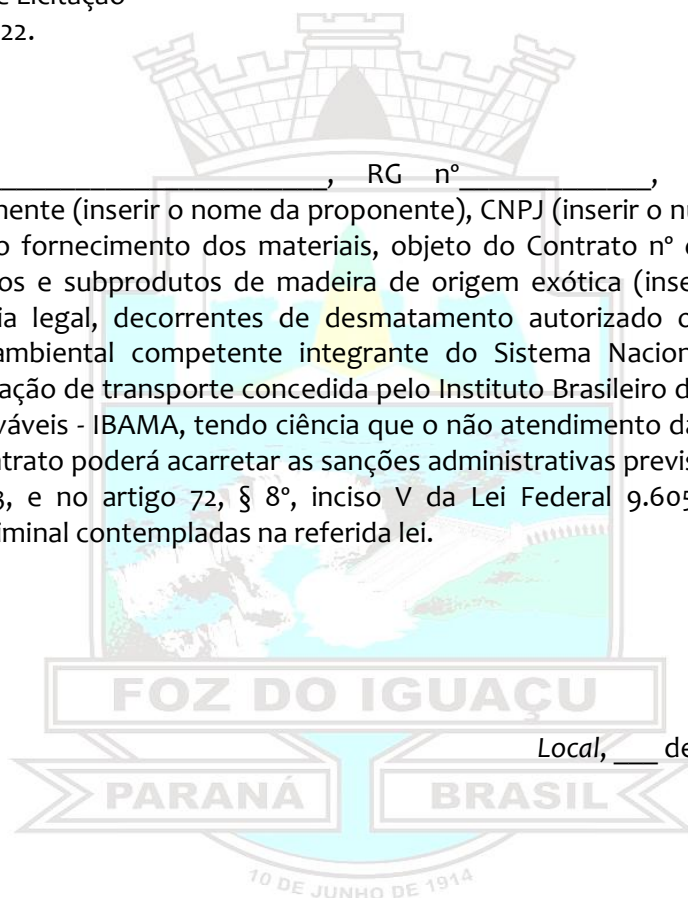 e Licitação
22.
____________________, RG nº____________,
nente (inserir o nome da proponente), CNPJ (inserir o nu
o fornecimento dos materiais, objeto do Contrato nº
os e subprodutos de madeira de origem exótica (inse
ia legal, decorrentes de desmatamento autorizado o
ambiental competente integrante do Sistema Nacion
ação de transporte concedida pelo Instituto Brasileiro d
váveis - IBAMA, tendo ciência que o não atendimento da
ntrato poderá acarretar as sanções administrativas previs
3, e no artigo 72, § 8º, inciso V da Lei Federal 9.605
riminal contempladas na referida lei.
FOZ DO IGUAÇU
Local, ___ de
PARANÁ BRASIL
10 DE JUNHO DE 1914